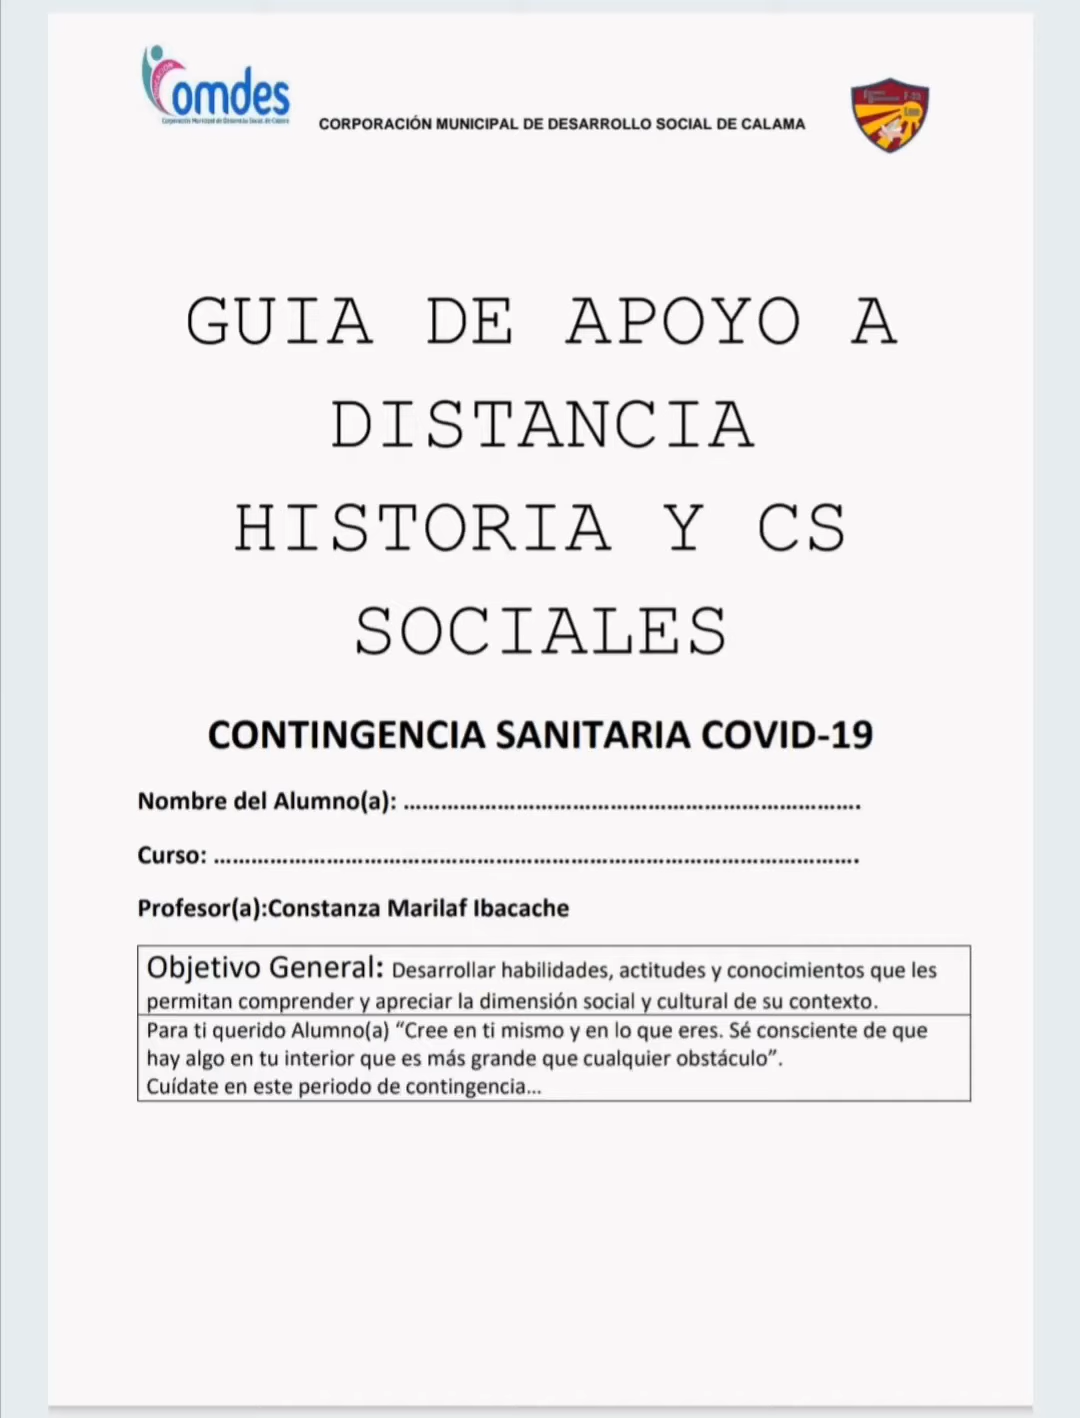 Comdes
CORPORACIÓN MUNICIPAL DE DESARROLLO SOCIAL DE CALAMA
GUIA DE APOYO A
DISTANCIA
HISTORIA Y CS
SOCIALES
CONTINGENCIA SANITARIA COVID-19
Nombre del Alumno(a): ..........................................................................
Curso: ........................................................................................................
Profesor(a):Constanza Marilaf Ibacache
Objetivo General: Desarrollar habilidades, actitudes y conocimientos que les
permitan comprender y apreciar la dimensión social y cultural de su contexto.
Para ti querido Alumno(a) “Cree en ti mismo y en lo que eres. Sé consciente de que
hay algo en tu interior que es más grande que cualquier obstáculo”.
Cuídate en este periodo de contingencia...